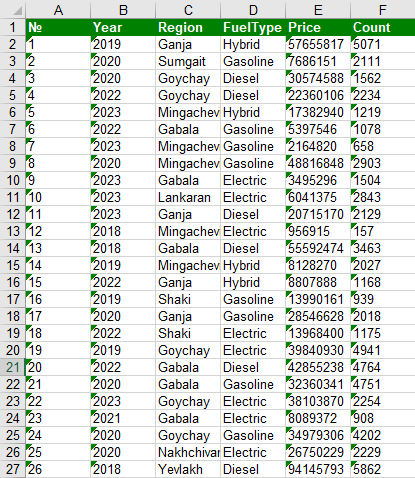 A B C D E F
1 № Year Region FuelType Price Count
2 1 2019 Ganja Hybrid 57655817 5071
3 2 2020 Sumgait Gasoline 7686151 2111
4 3 2020 Goychay Diesel 30574588 1562
5 4 2022 Goychay Diesel 22360106 2234
6 5 2023 Mingachev Hybrid 17382940 1219
7 6 2022 Gabala Gasoline 5397546 1078
8 7 2023 Mingachev Gasoline 2164820 658
9 8 2020 Mingachev Gasoline 48816848 2903
10 9 2023 Gabala Electric 3495296 1504
11 10 2023 Lankaran Electric 6041375 2843
12 11 2023 Ganja Diesel 20715170 2129
13 12 2018 Mingachev Electric 956915 157
14 13 2018 Gabala Diesel 55592474 3463
15 14 2019 Mingachev Hybrid 8128270 2027
16 15 2022 Ganja Hybrid 8807888 1168
17 16 2019 Shaki Gasoline 13990161 939
18 17 2020 Ganja Gasoline 28546628 2018
19 18 2022 Shaki Electric 13968400 1175
20 19 2019 Goychay Electric 39840930 4941
21 20 2022 Gabala Diesel 42855238 4764
22 21 2020 Gabala Gasoline 32360341 4751
23 22 2023 Goychay Electric 38103870 2254
24 23 2021 Gabala Electric 8089372 908
25 24 2020 Goychay Gasoline 34979306 4202
26 25 2020 Nakhchivan Electric 26750229 2229
27 26 2018 Yevlakh Diesel 94145793 5862